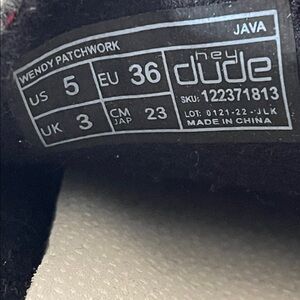 WENDY PATCHWORK JAVA
US 5 EU 36 hey dude
UK 3 CM JAP 23 SKU: 122371813
LOT: 0121-22-JLK
MADE IN CHINA